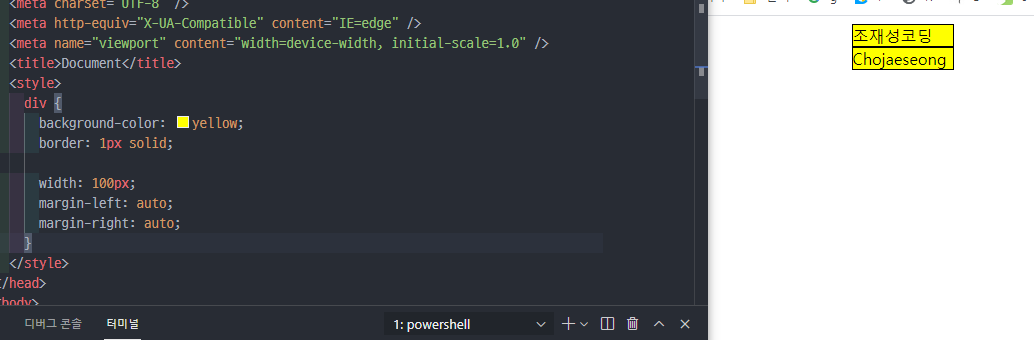 <meta charset="UTF-8" />
<meta http-equiv="X-UA-Compatible" content="IE=edge" />
<meta name="viewport" content="width=device-width, initial-scale=1.0" />
<title>Document</title>
<style>
div {
background-color: yellow;
border: 1px solid;
width: 100px;
margin-left: auto;
margin-right: auto;
}
</style>
</head>
<body>
디버그 콘솔 터미널 1: powershell
조재성코딩
Chojaeseong